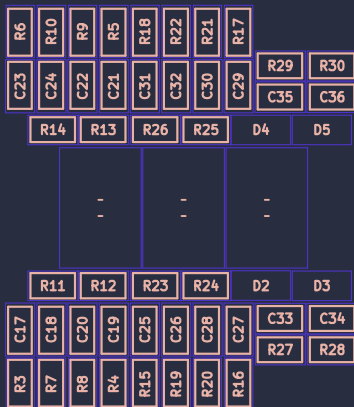 R6 R10 R9 R5 R18 R22 R21 R17
R29 R30
C23 C24 C22 C21 C31 C32 C30 C29
C35 C36
R14 R13 R26 R25 D4 D5
- - -
- - -
R11 R12 R23 R24 D2 D3
C17 C18 C20 C19 C25 C26 C28 C27
C33 C34
R27 R28
R3 R7 R8 R4 R15 R19 R20 R16